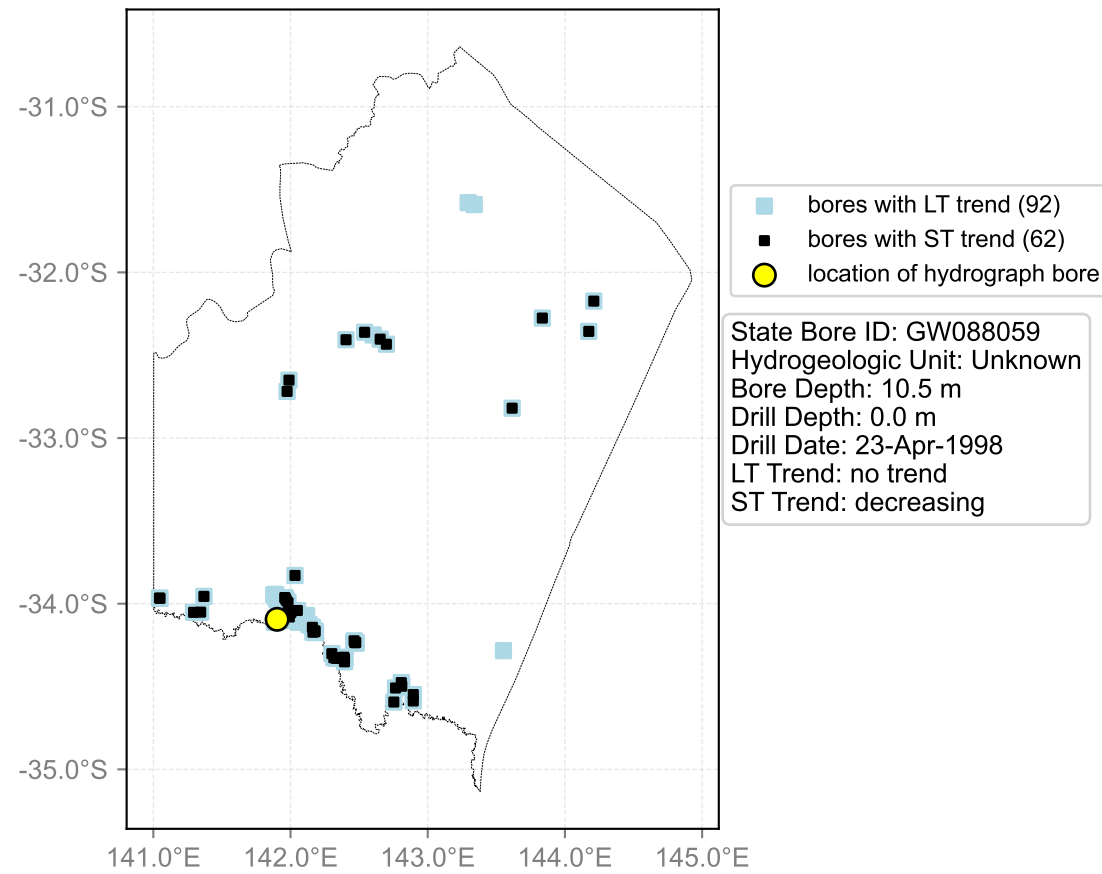 -31.0°S
-32.0°S
-33.0°S
-34.0°S
-35.0°S
141.0°E 142.0°E 143.0°E 144.0°E 145.0°E
bores with LT trend (92)
bores with ST trend (62)
location of hydrograph bore
State Bore ID: GW088059
Hydrogeologic Unit: Unknown
Bore Depth: 10.5 m
Drill Depth: 0.0 m
Drill Date: 23-Apr-1998
LT Trend: no trend
ST Trend: decreasing